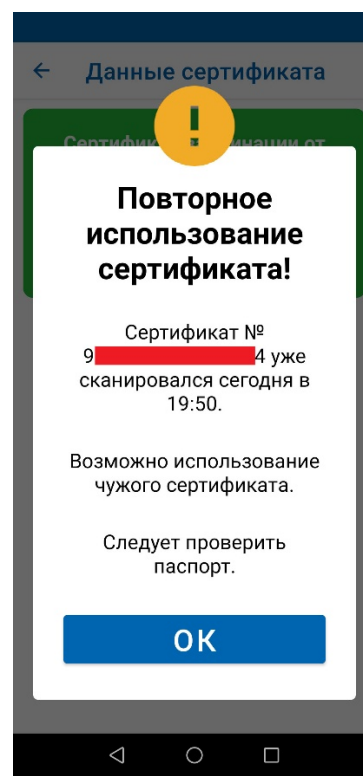 Данные сертификата
!
Повторное
использование
сертификата!
Сертификат №
9 4 уже
сканировался сегодня в
19:50.
Возможно использование
чужого сертификата.
Следует проверить
паспорт.
ОК